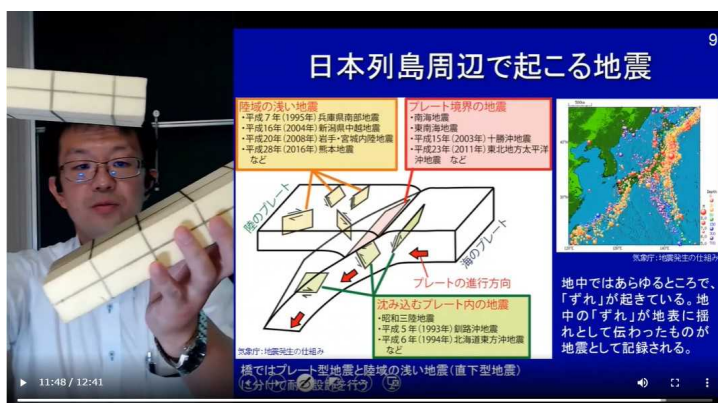 9
日本列島周辺で起こる地震
陸域の浅い地震
・平成7年(1995年)兵庫県南部地震
・平成16年(2004年)新潟県中越地震
・平成20年(2008年)岩手・宮城内陸地震
・平成28年(2016年)熊本地震
など
プレート境界の地震
・南海地震
・東南海地震
・平成15年(2003年)十勝沖地震
・平成23年(2011年)東北地方太平洋
沖地震 など
陸のプレート
海のプレート
プレートの進行方向
沈み込むプレート内の地震
・昭和三陸地震
・平成5年(1993年)釧路沖地震
・平成6年(1994年)北海道東方沖地震
など
気象庁:地震発生の仕組み
気象庁:地震発生の仕組み
地中ではあらゆるところで、
「ずれ」が起きている。地
中の「ずれ」が地表に揺
れとして伝わったものが
地震として記録される。
橋ではプレート型地震と陸域の浅い地震(直下型地震)
に分けて耐震設計を行う
11:48 / 12:41